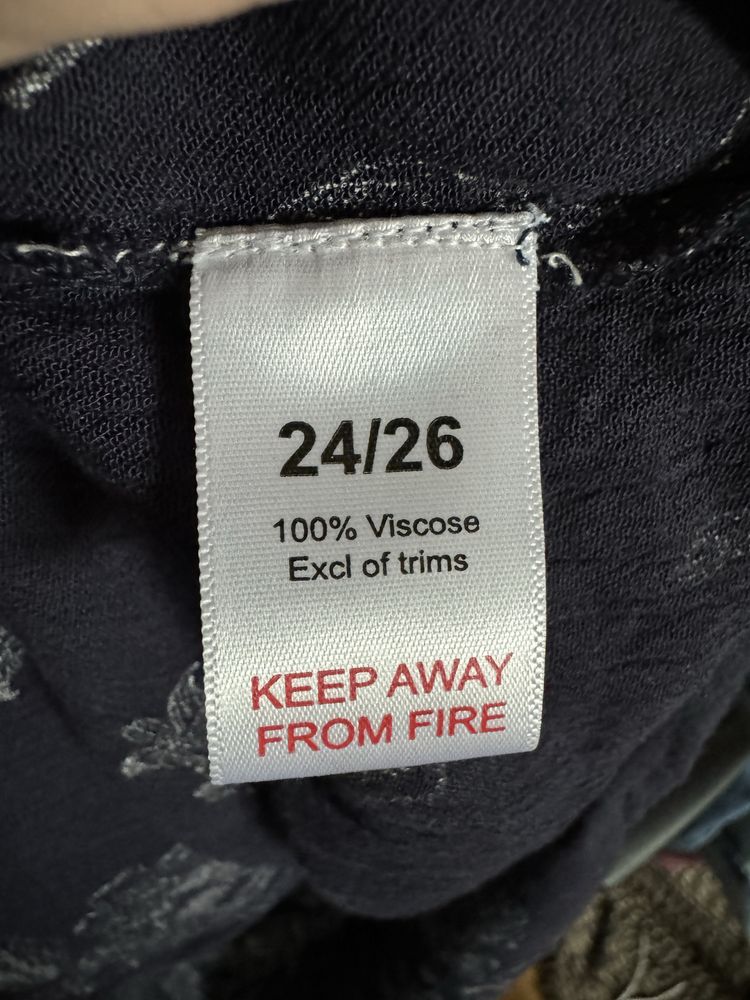 24/26
100% Viscose
Excl of trims
KEEP AWAY
FROM FIRE